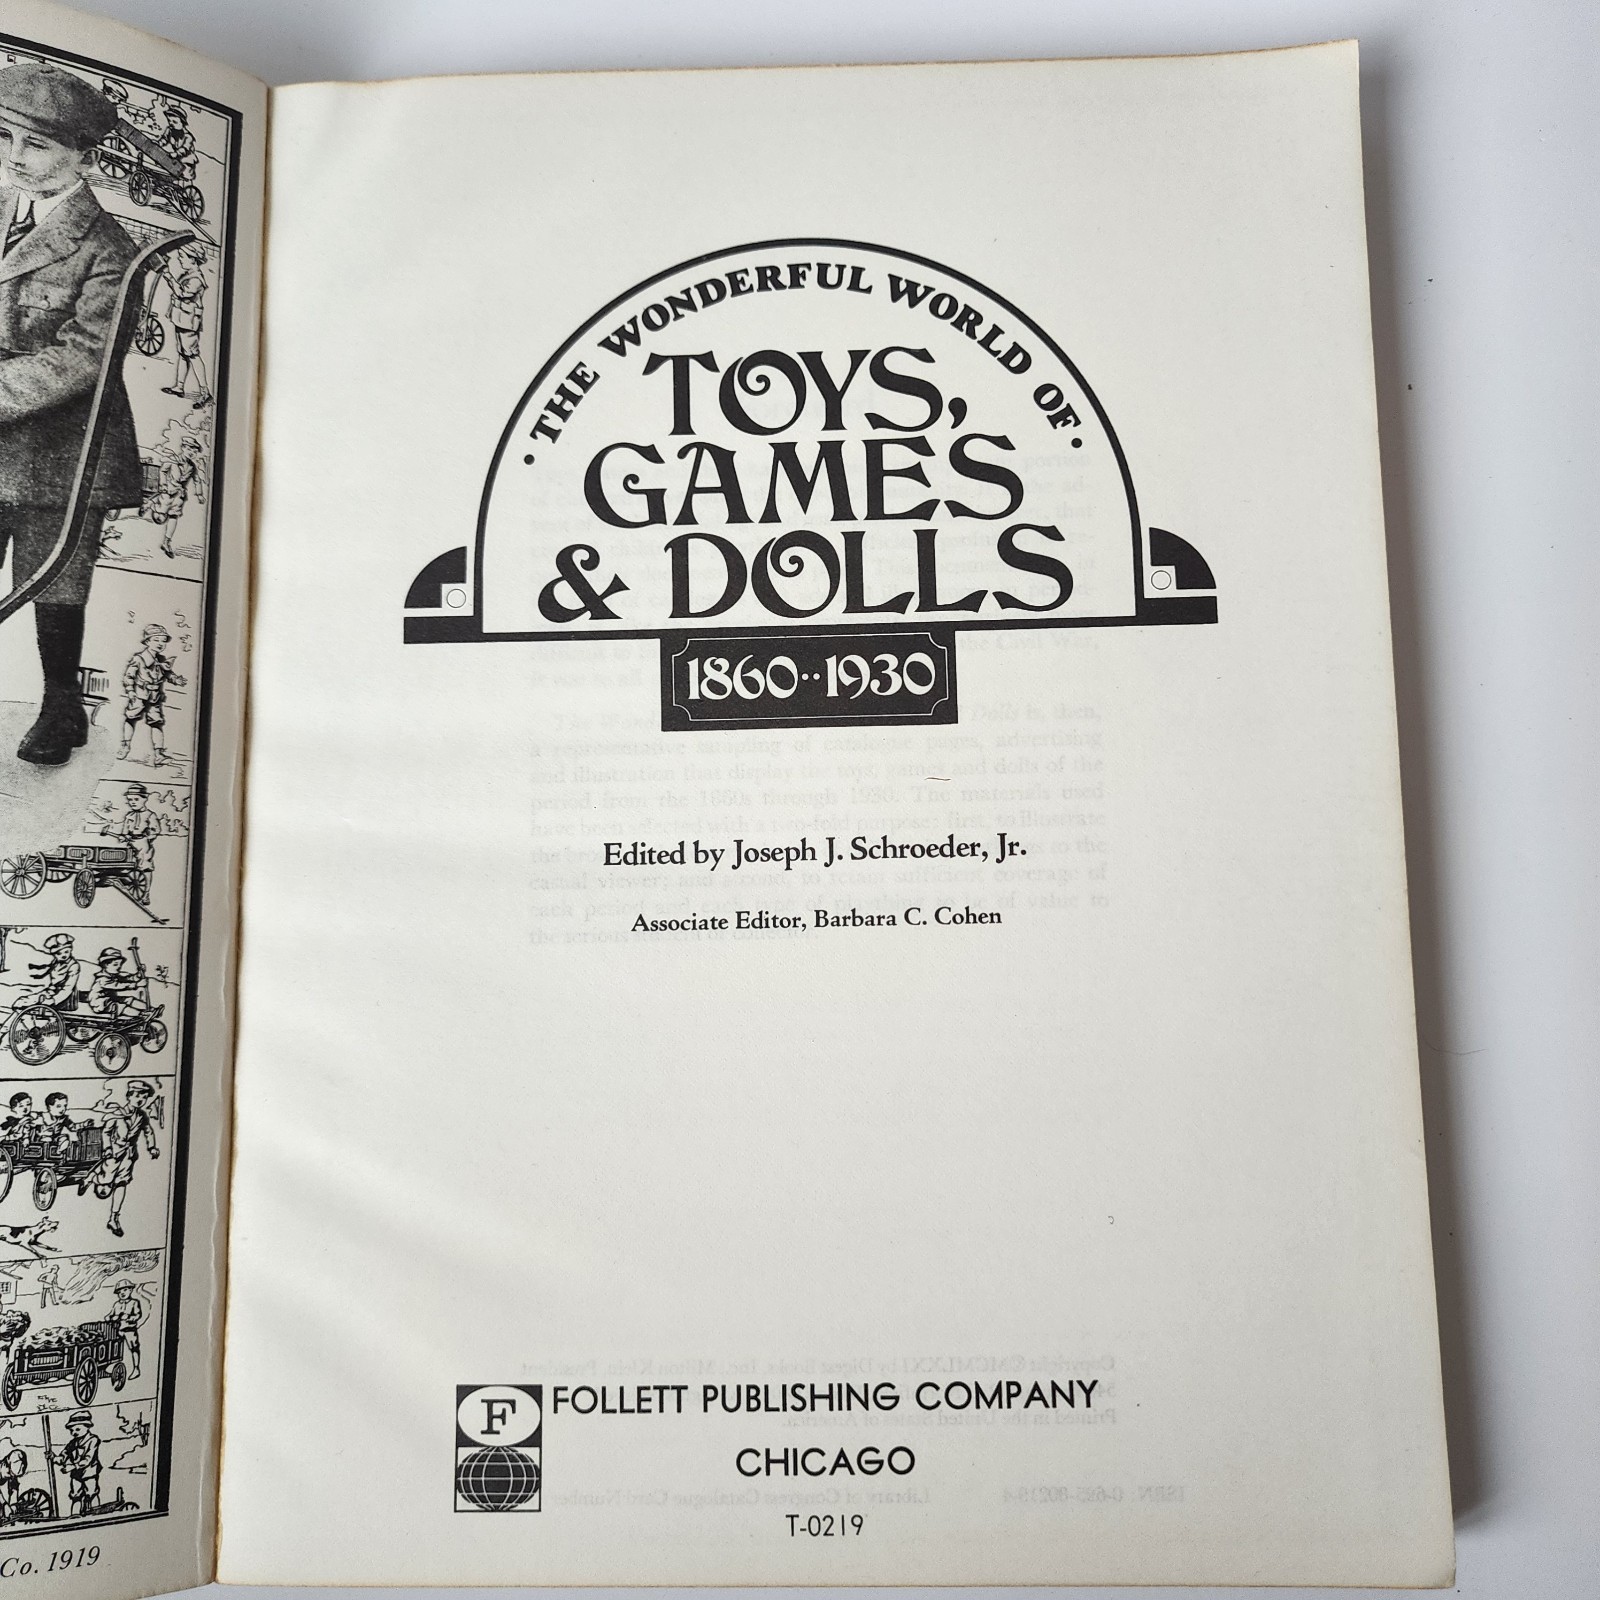 · THE WONDERFUL WORLD OF ·
TOYS,
GAMES
& DOLLS
1860··1930
Edited by Joseph J. Schroeder, Jr.
Associate Editor, Barbara C. Cohen
F
FOLLETT PUBLISHING COMPANY
CHICAGO
T-0219
Co. 1919